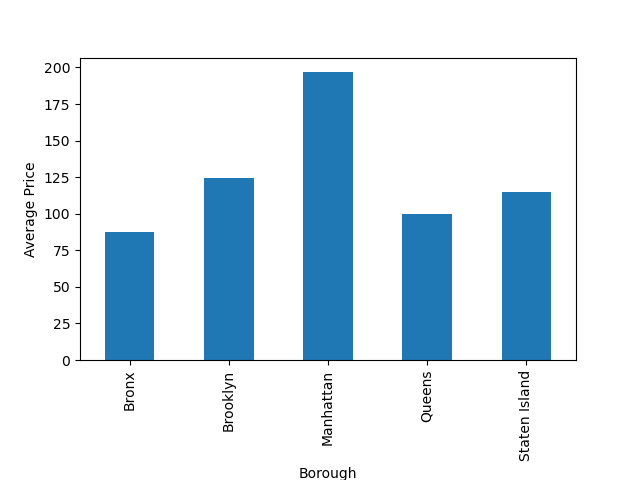 200
175
150
125
100
75
50
25
0
Average Price
Bronx
Brooklyn
Manhattan
Queens
Staten Island
Borough